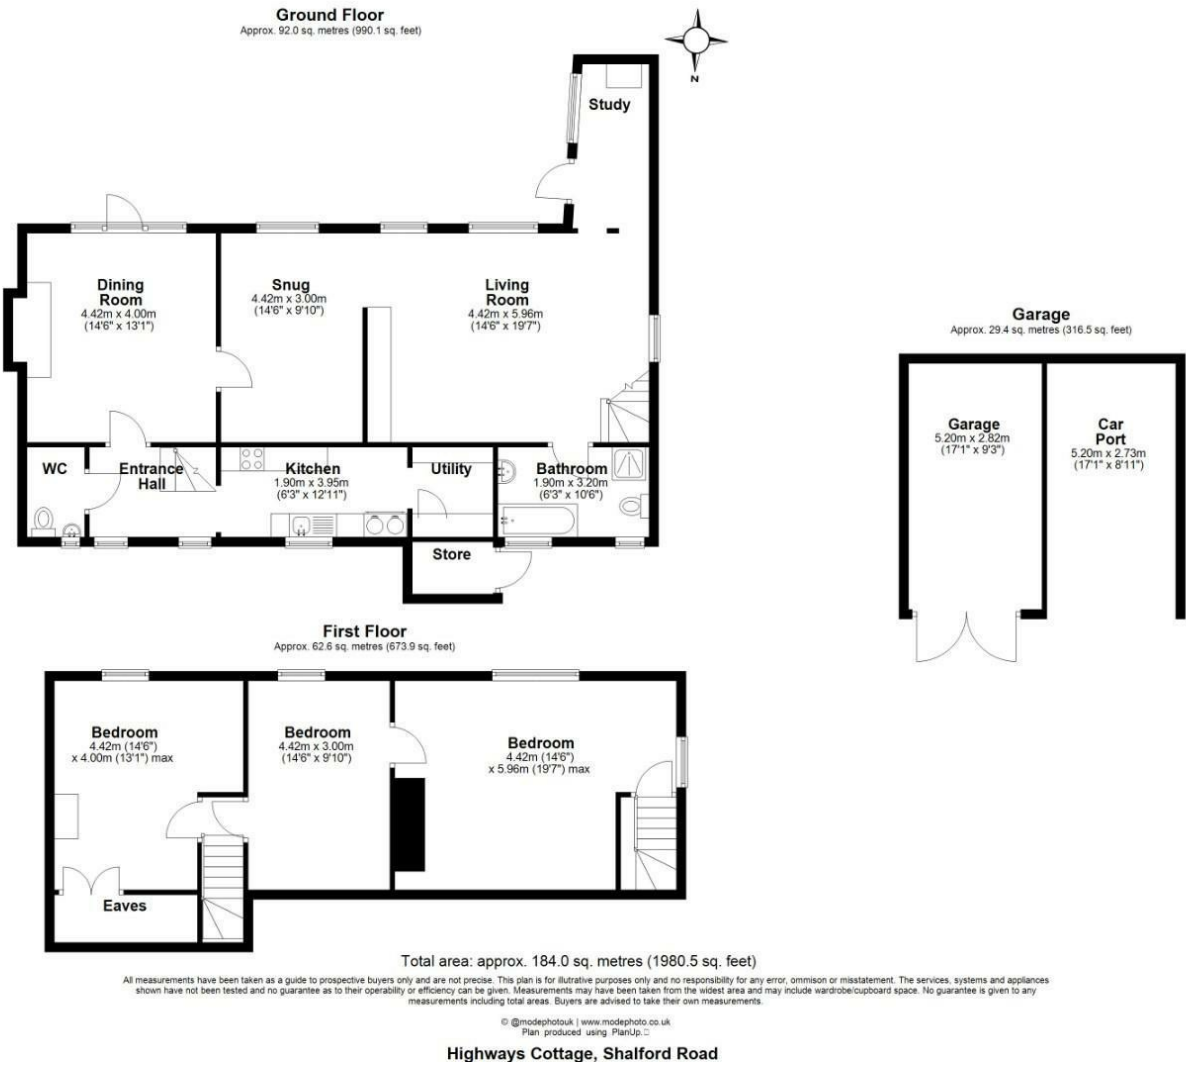 Ground Floor
Approx. 92.0 sq. metres (990.1 sq. feet)
N
Study
Dining
Room
4.42m x 4.00m
(14'6" x 13'1")
Snug
4.42m x 3.00m
(14'6" x 9'10")
Living
Room
4.42m x 5.96m
(14'6" x 19'7")
WC
Entrance
Hall
Kitchen
1.90m x 3.95m
(6'3" x 12'11")
Utility
Bathroom
1.90m x 3.20m
(6'3" x 10'6")
Store
Garage
Approx. 29.4 sq. metres (316.5 sq. feet)
Garage
5.20m x 2.82m
(17'1" x 9'3")
Car
Port
5.20m x 2.73m
(17'1" x 8'11")
First Floor
Approx. 62.6 sq. metres (673.9 sq. feet)
Bedroom
4.42m (14'6")
x 4.00m (13'1") max
Bedroom
4.42m x 3.00m
(14'6" x 9'10")
Bedroom
4.42m (14'6")
x 5.96m (19'7") max
Eaves
Total area: approx. 184.0 sq. metres (1980.5 sq. feet)
All measurements have been taken as a guide to prospective buyers only and are not precise. This plan is for illutrative purposes only and no responsibility for any error, ommison or misstatement. The services, systems and appliances
shown have not been tested and no guarantee as to their operability or efficiency can be given. Measurements may have been taken from the widest area and may include wardrobe/cupboard space. No guarantee is given to any
measurements including total areas. Buyers are advised to take their own measurements.
© @modephotouk | www.modephoto.co.uk
Plan produced using PlanUp.
Highways Cottage, Shalford Road